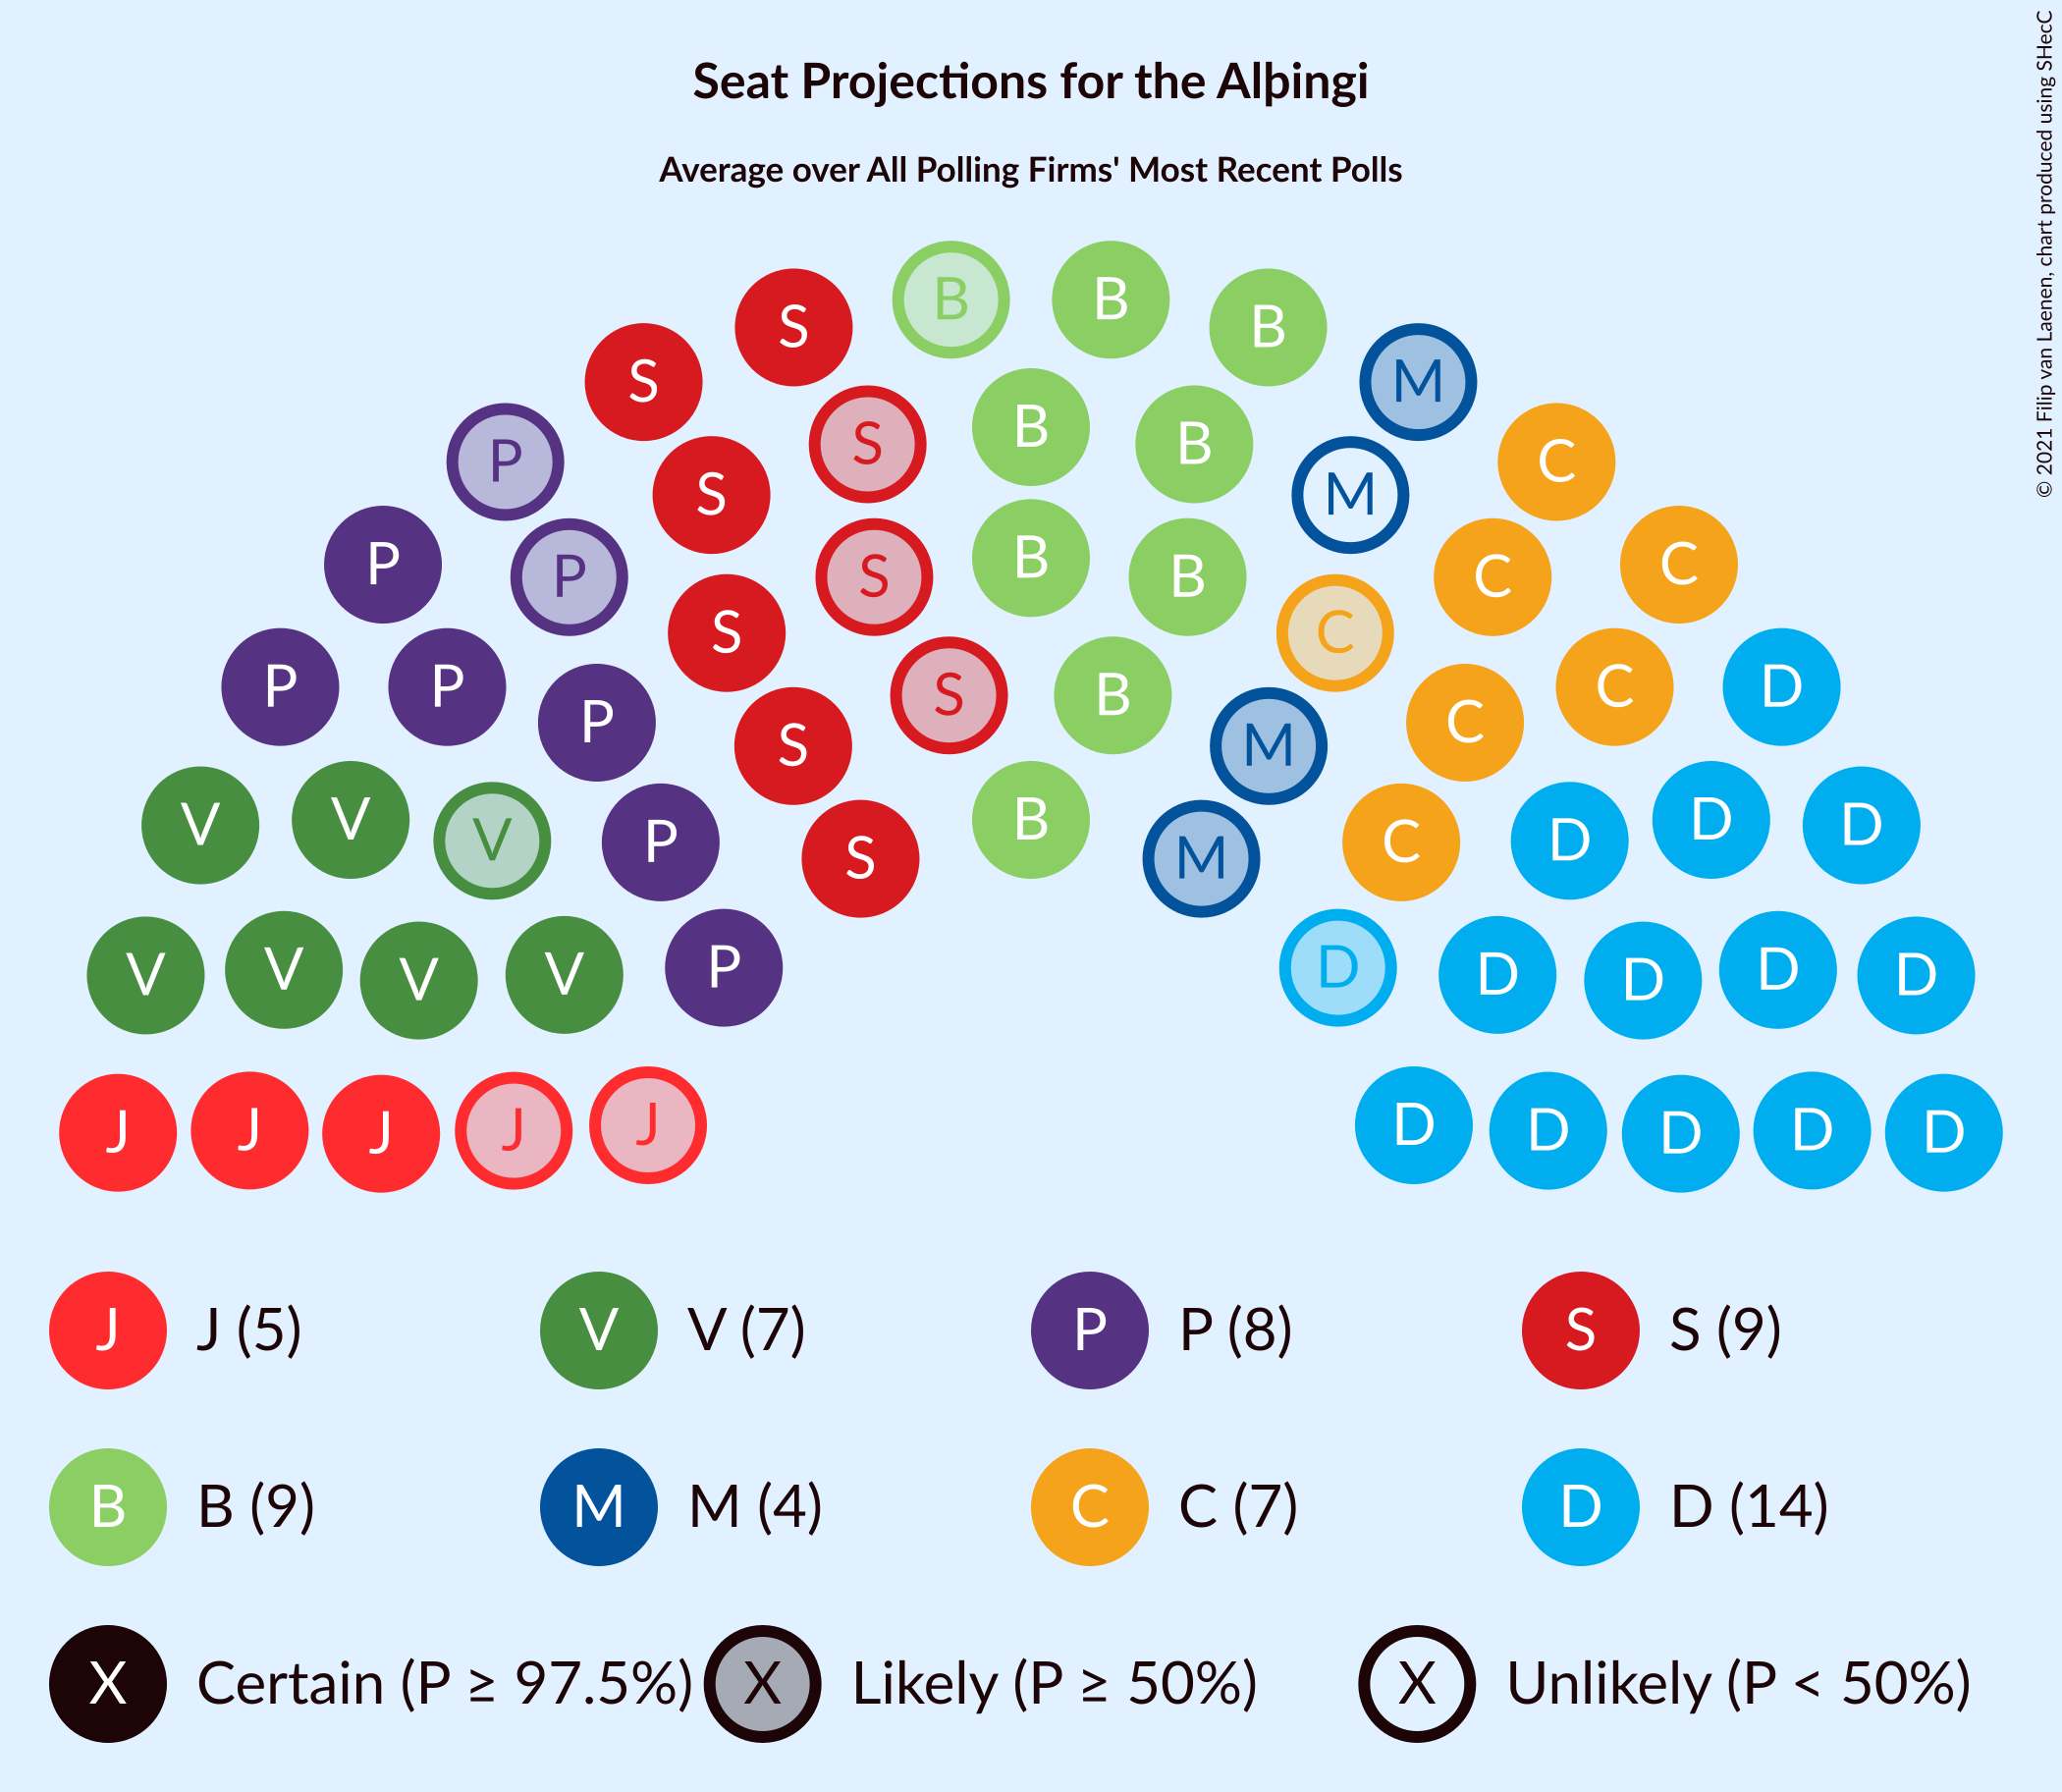 Seat Projections for the Alþingi
Average over All Polling Firms' Most Recent Polls
© 2021 Filip van Laenen, chart produced using SHecC
B B
S B
S M
P S B B C
S M
P P S B B C C
S C
P P P S B C C D
S M
V V V P B C D D D
S M
V V V V P D D D D D
J J J J J D D D D D
J J (5) V V (7) P P (8) S S (9)
B B (9) M M (4) C C (7) D D (14)
X Certain (P ≥ 97.5%) X Likely (P ≥ 50%) X Unlikely (P < 50%)